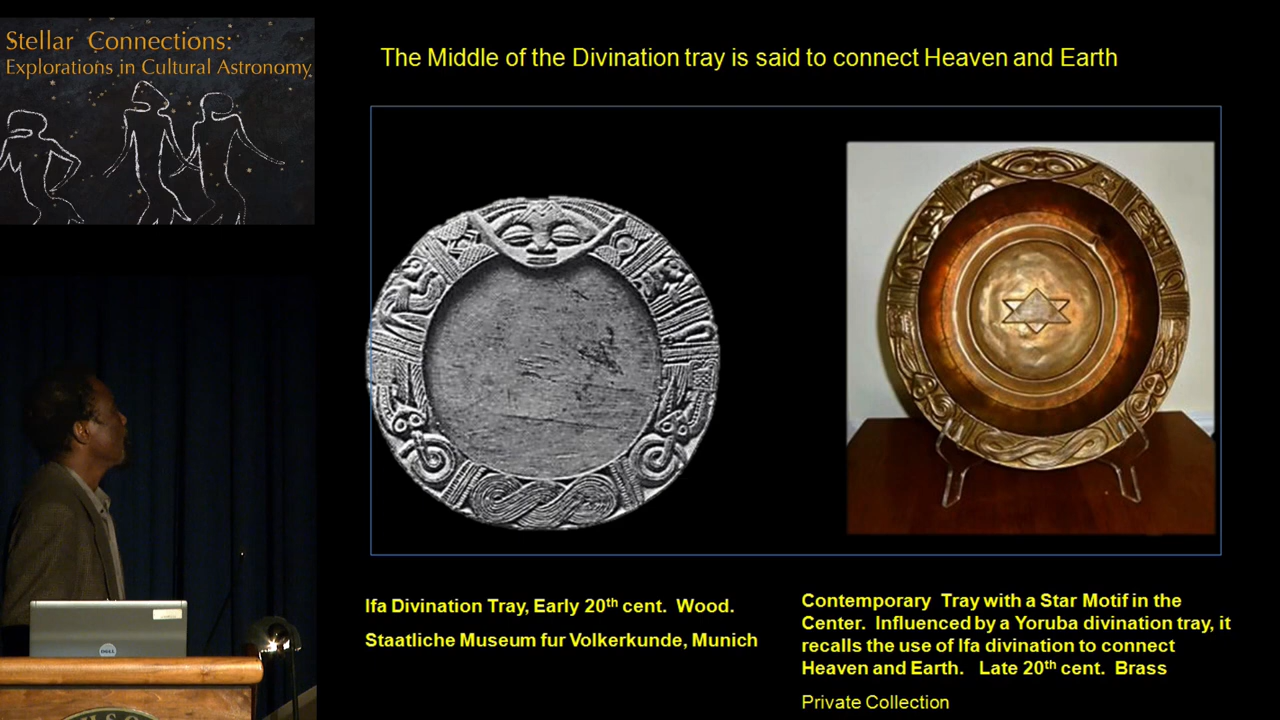 Stellar Connections:
Explorations in Cultural Astronomy
The Middle of the Divination tray is said to connect Heaven and Earth
Ifa Divination Tray, Early 20th cent. Wood.
Staatliche Museum fur Volkerkunde, Munich
Contemporary Tray with a Star Motif in the
Center. Influenced by a Yoruba divination tray, it
recalls the use of Ifa divination to connect
Heaven and Earth. Late 20th cent. Brass
Private Collection
DELL